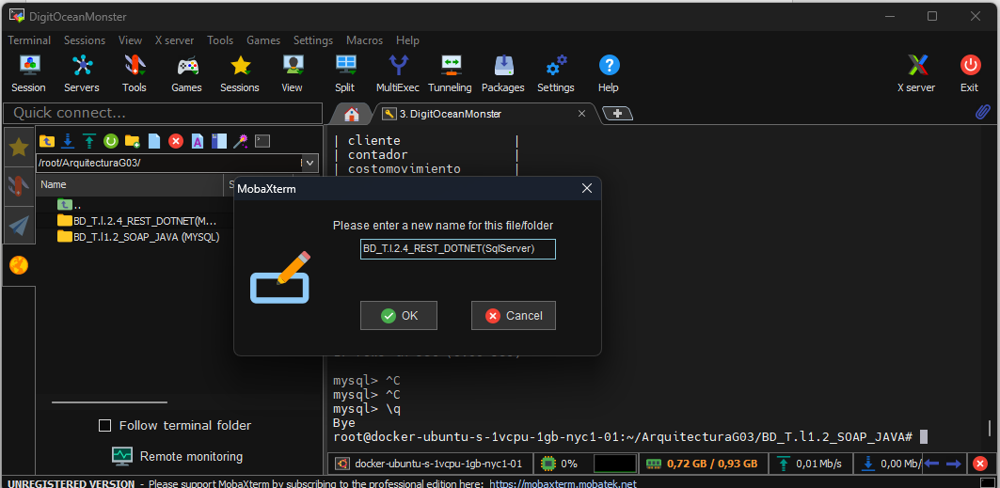 DigitOceanMonster
Terminal Sessions View X server Tools Games Settings Macros Help
Session Servers Tools Games Sessions View Split MultiExec Tunneling Packages Settings Help X server Exit
Quick connect...
3. DigitOceanMonster
/root/ArquitecturaG03/
Name
..
BD_T.l.2.4_REST_DOTNET(M...
BD_T.l1.2_SOAP_JAVA (MYSQL)
| cliente |
| contador |
| costomovimiento |
MobaXterm
Please enter a new name for this file/folder
BD_T.l.2.4_REST_DOTNET(SqlServer)
OK Cancel
mysql> ^C
mysql> ^C
mysql> \q
Bye
root@docker-ubuntu-s-1vcpu-1gb-nyc1-01:~/ArquitecturaG03/BD_T.l1.2_SOAP_JAVA#
Follow terminal folder
Remote monitoring
docker-ubuntu-s-1vcpu-1gb-nyc1-01 0% 0,72 GB / 0,93 GB 0,01 Mb/s 0,00 Mb/
UNREGISTERED VERSION - Please support MobaXterm by subscribing to the professional edition here: https://mobaxterm.mobatek.net